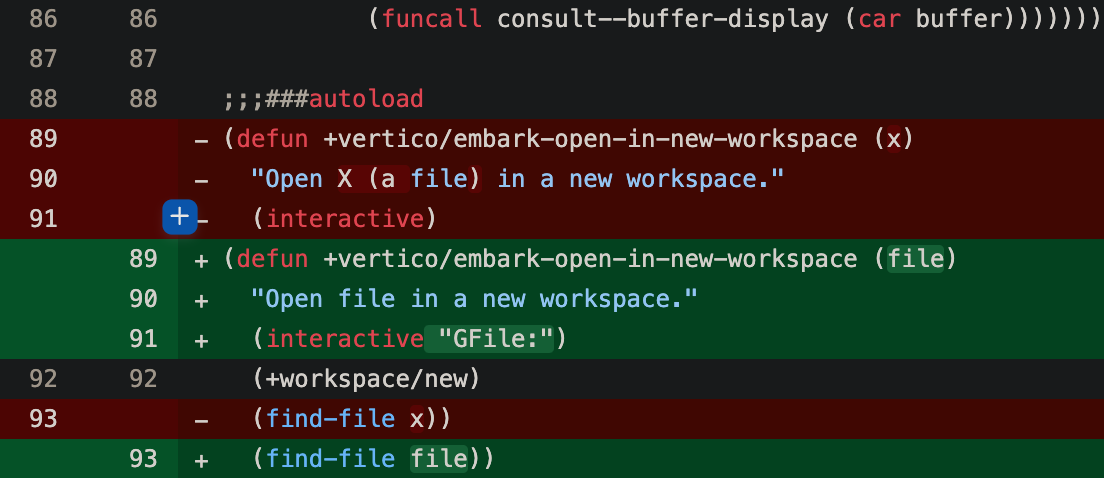 86 86 (funcall consult--buffer-display (car buffer)))))))
87 87
88 88 ;;;###autoload
89 - (defun +vertico/embark-open-in-new-workspace (x)
90 - "Open X (a file) in a new workspace."
91 + - (interactive)
89 + (defun +vertico/embark-open-in-new-workspace (file)
90 + "Open file in a new workspace."
91 + (interactive "GFile:")
92 92 (+workspace/new)
93 - (find-file x))
93 + (find-file file))